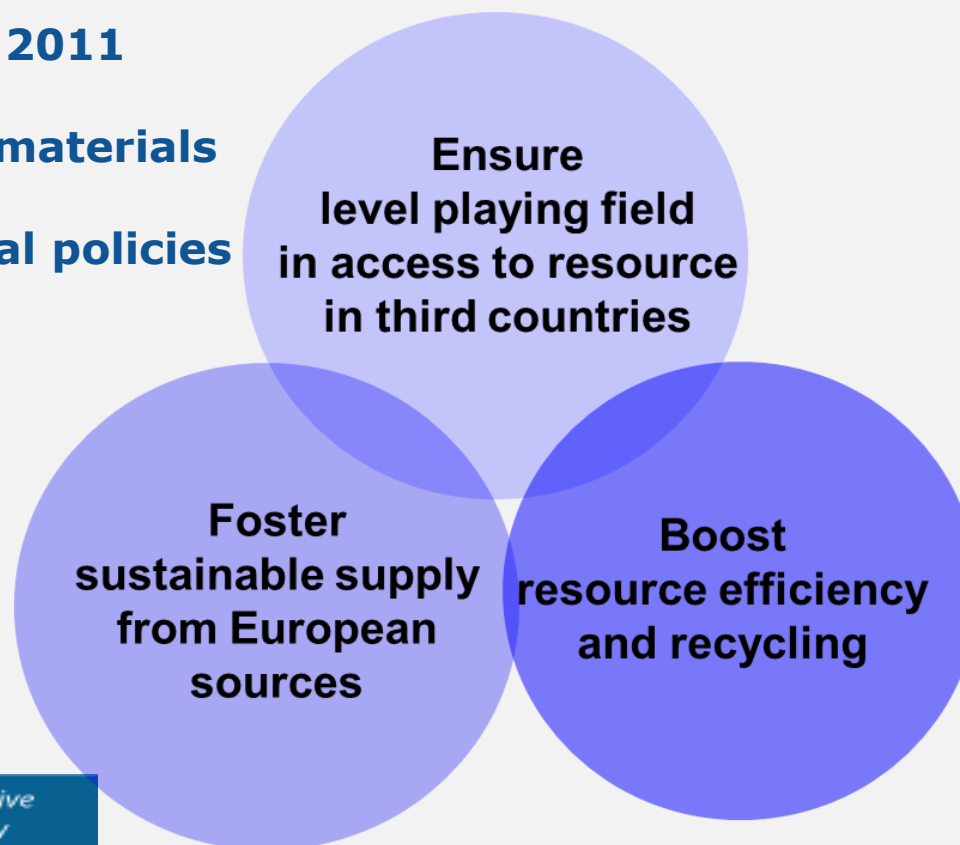 2011
materials
al policies
Ensure
level playing field
in access to resource
in third countries
Foster
sustainable supply
from European
sources
Boost
resource efficiency
and recycling
ive
y